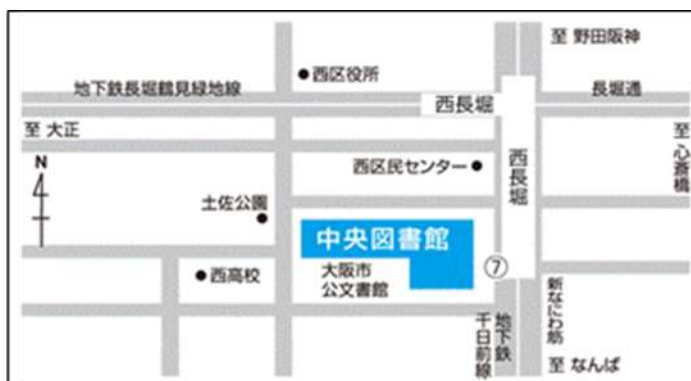 至 野田阪神
西区役所
地下鉄長堀鶴見緑地線
長堀通
西長堀
至 大正
至 心斎橋
N
西区民センター
西長堀
土佐公園
中央図書館
大阪市
公文書館
⑦
西高校
新なにわ筋
地下鉄
千日前線
至 なんば